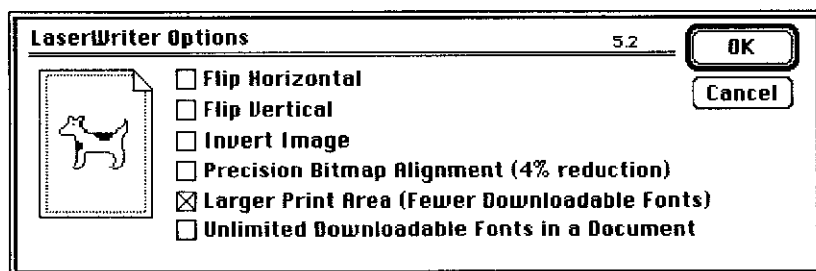 LaserWriter Options 5.2 OK
Flip Horizontal
Cancel
Flip Vertical
Invert Image
Precision Bitmap Alignment (4% reduction)
Larger Print Area (Fewer Downloadable Fonts)
Unlimited Downloadable Fonts in a Document